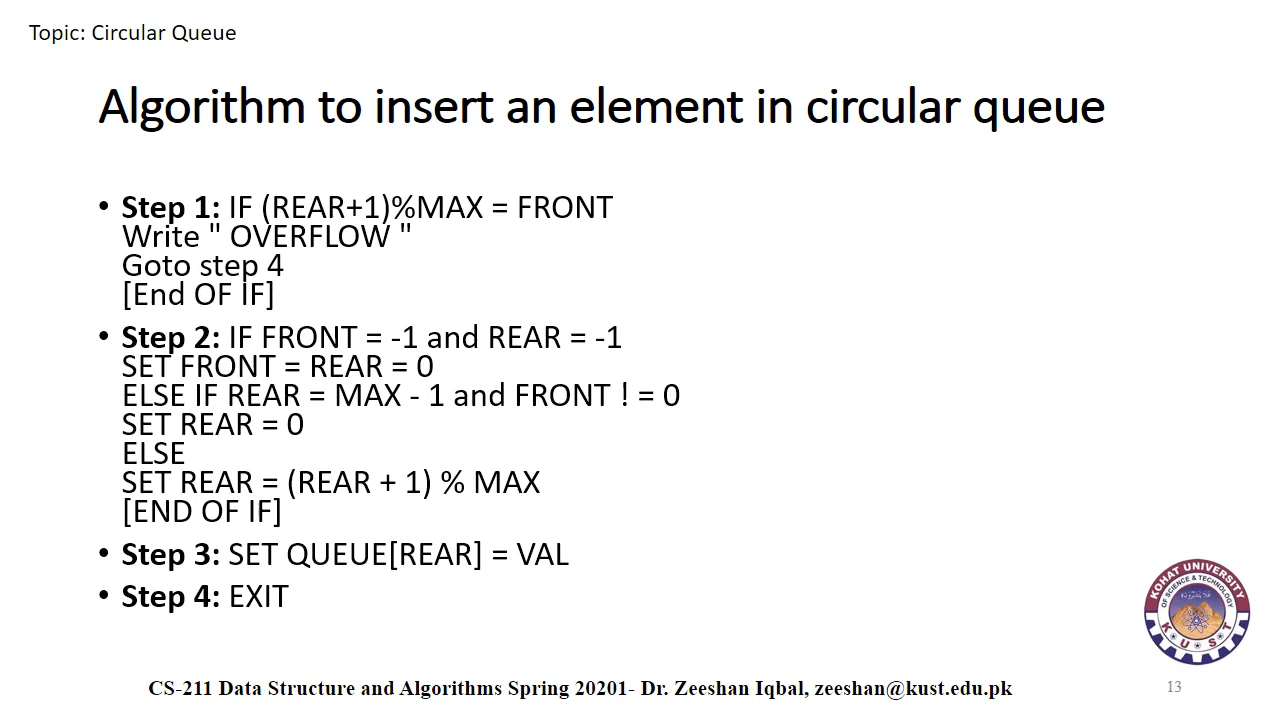 Topic: Circular Queue
Algorithm to insert an element in circular queue
• Step 1: IF (REAR+1)%MAX = FRONT
Write " OVERFLOW "
Goto step 4
[End OF IF]
• Step 2: IF FRONT = -1 and REAR = -1
SET FRONT = REAR = 0
ELSE IF REAR = MAX - 1 and FRONT ! = 0
SET REAR = 0
ELSE
SET REAR = (REAR + 1) % MAX
[END OF IF]
• Step 3: SET QUEUE[REAR] = VAL
• Step 4: EXIT
KOHAT UNIVERSITY
OF SCIENCE & TECHNOLOGY
K U S T
CS-211 Data Structure and Algorithms Spring 20201- Dr. Zeeshan Iqbal, zeeshan@kust.edu.pk
13